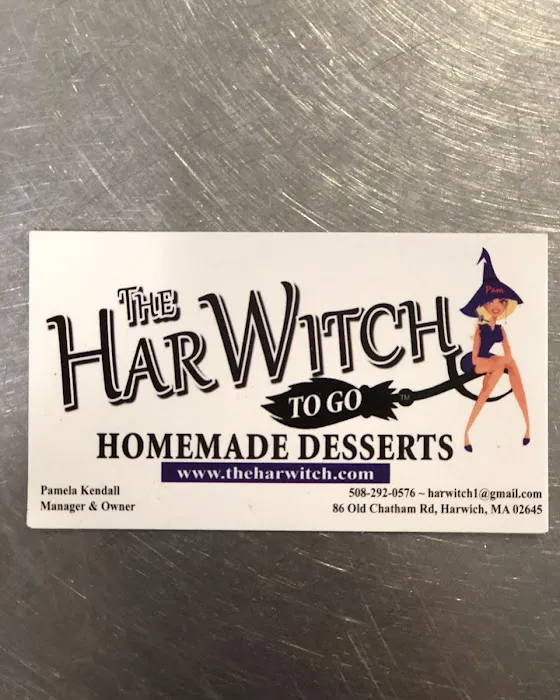 THE
HARWITCH
TO GO TM
HOMEMADE DESSERTS
www.theharwitch.com
Pamela Kendall
Manager & Owner
508-292-0576 ~ harwitch1@gmail.com
86 Old Chatham Rd, Harwich, MA 02645
Pam